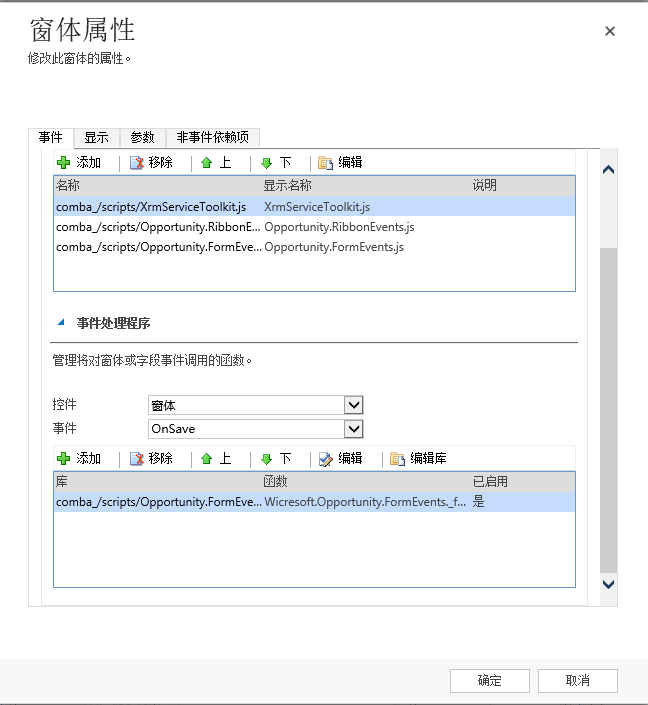 窗体属性
修改此窗体的属性。
事件 显示 参数 非事件依赖项
添加 移除 上 下 编辑
名称 显示名称 说明
comba_/scripts/XrmServiceToolkit.js XrmServiceToolkit.js
comba_/scripts/Opportunity.RibbonE... Opportunity.RibbonEvents.js
comba_/scripts/Opportunity.FormEve... Opportunity.FormEvents.js
事件处理程序
管理将对窗体或字段事件调用的函数。
控件 窗体
事件 OnSave
添加 移除 上 下 编辑 编辑库
库 函数 已启用
comba_/scripts/Opportunity.FormEve... Wicresoft.Opportunity.FormEvents._f... 是
确定 取消